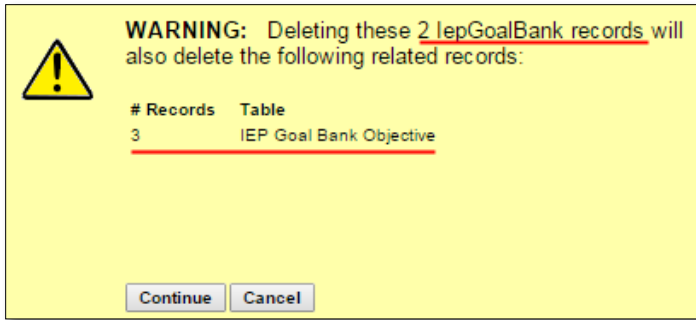 WARNING: Deleting these 2 IepGoalBank records will
also delete the following related records:
# Records Table
3 IEP Goal Bank Objective
Continue Cancel